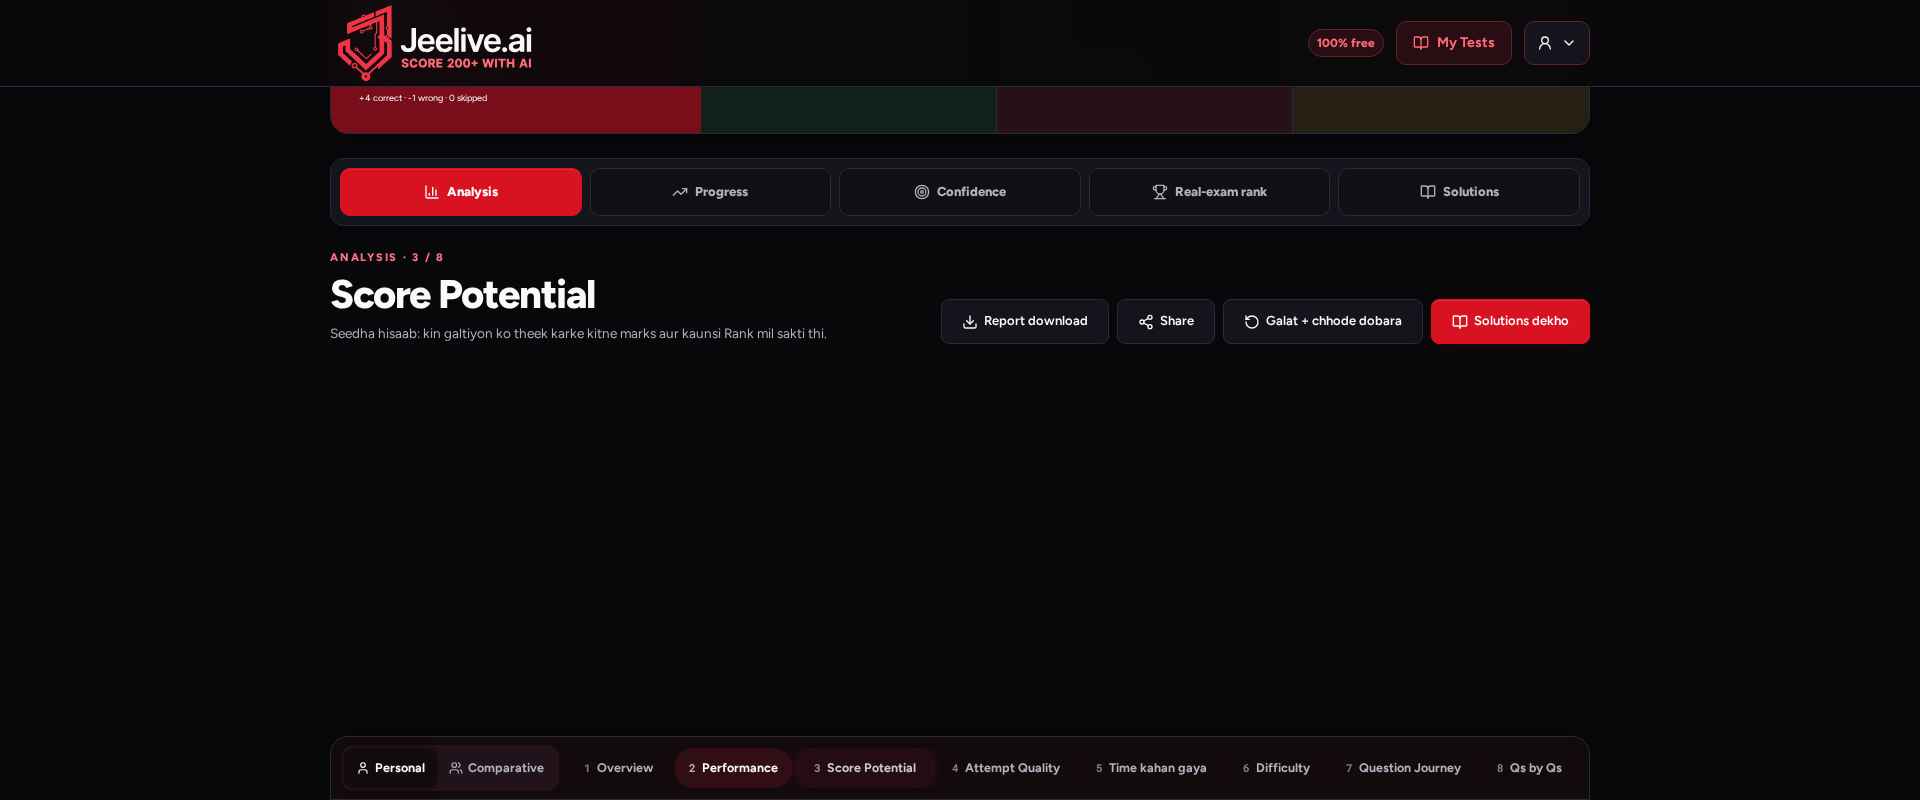 Jeelive.ai
SCORE 200+ WITH AI
100% free
My Tests
+4 correct · -1 wrong · 0 skipped
Analysis
Progress
Confidence
Real-exam rank
Solutions
ANALYSIS · 3 / 8
Score Potential
Seedha hisaab: kin galtiyon ko theek karke kitne marks aur kaunsi Rank mil sakti thi.
Report download
Share
Galat + chhode dobara
Solutions dekho
Personal
Comparative
1 Overview
2 Performance
3 Score Potential
4 Attempt Quality
5 Time kahan gaya
6 Difficulty
7 Question Journey
8 Qs by Qs